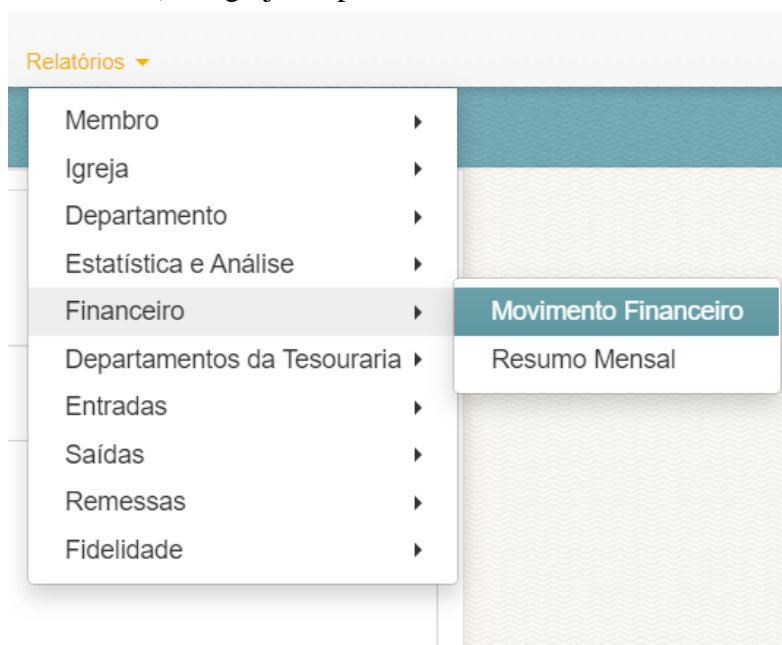 Relatórios
Membro
Igreja
Departamento
Estatística e Análise
Financeiro
Movimento Financeiro
Departamentos da Tesouraria
Resumo Mensal
Entradas
Saídas
Remessas
Fidelidade